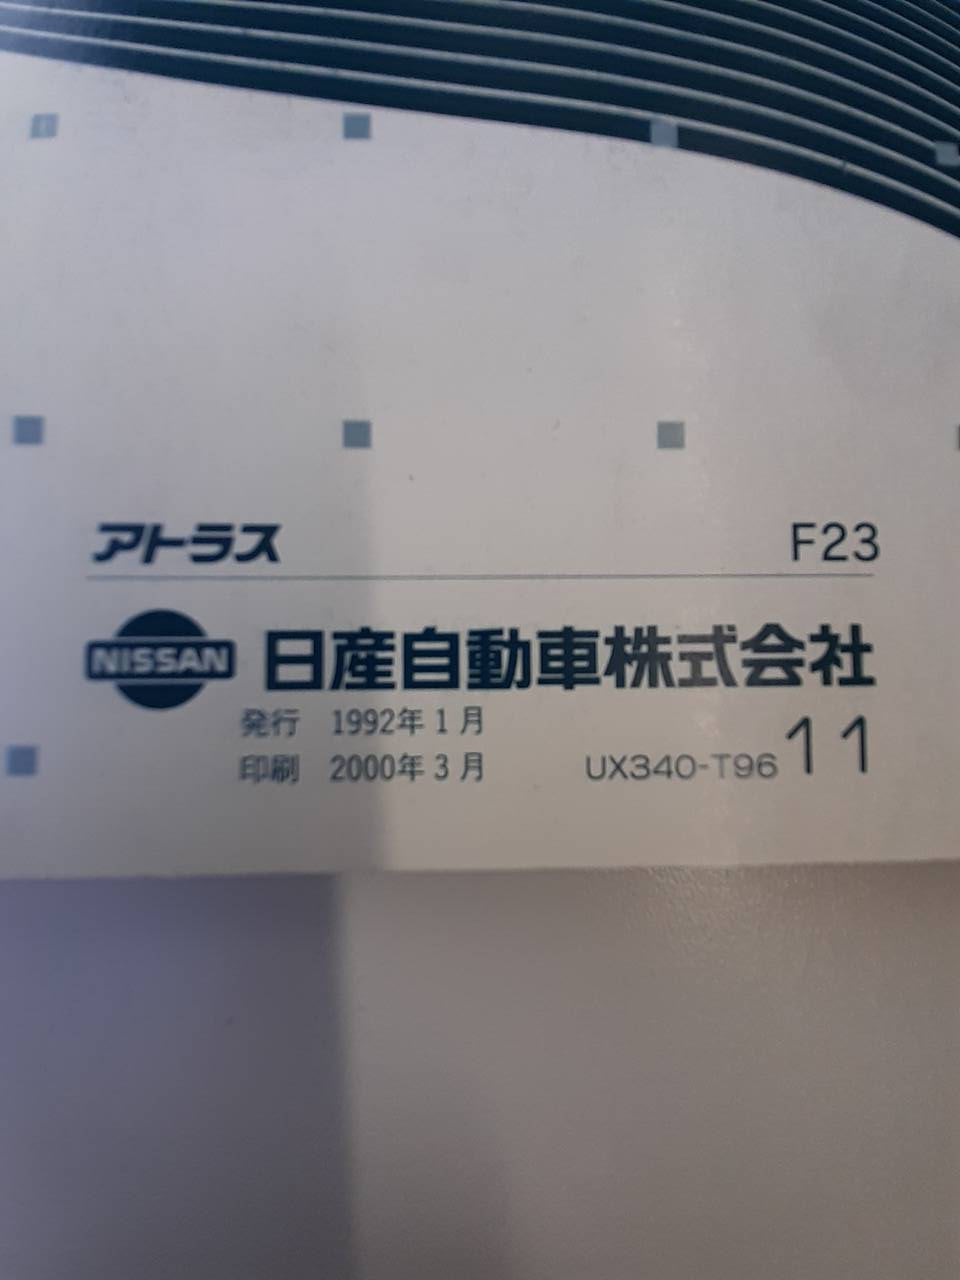 アトラス F23
NISSAN 日産自動車株式会社
発行 1992年1月
印刷 2000年3月 UX340-T96 11